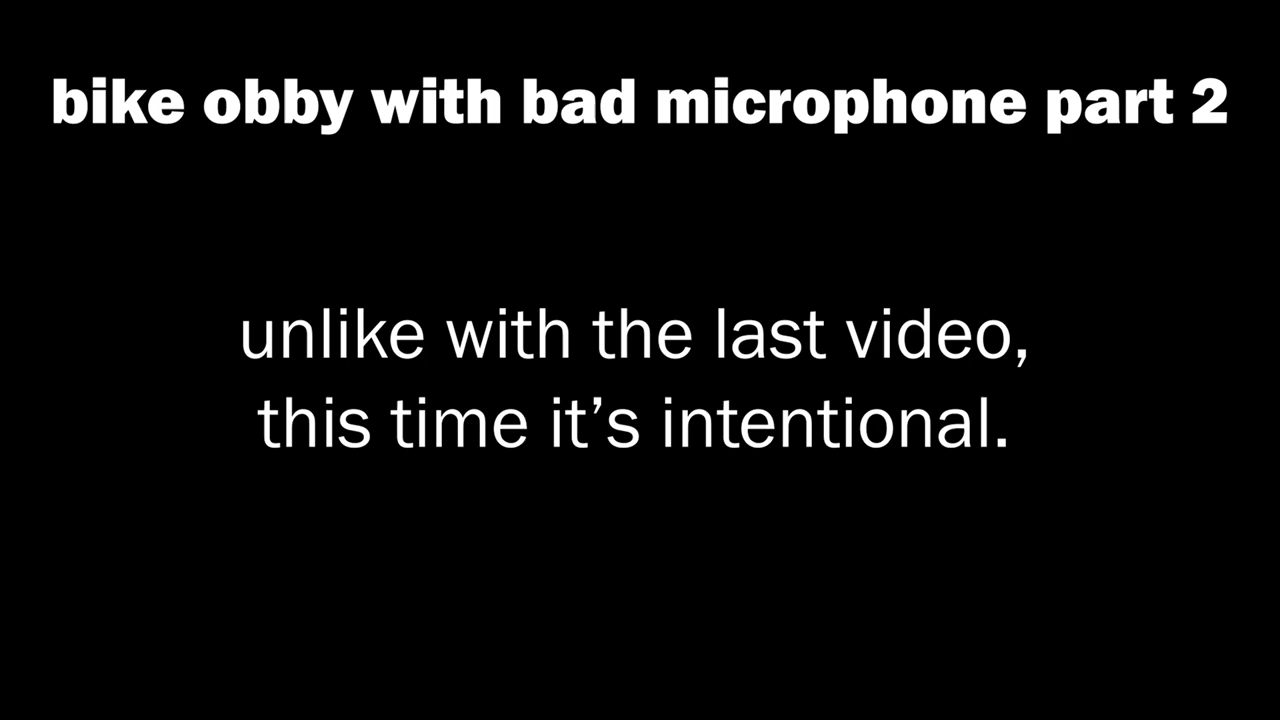 bike obby with bad microphone part 2
unlike with the last video,
this time it’s intentional.